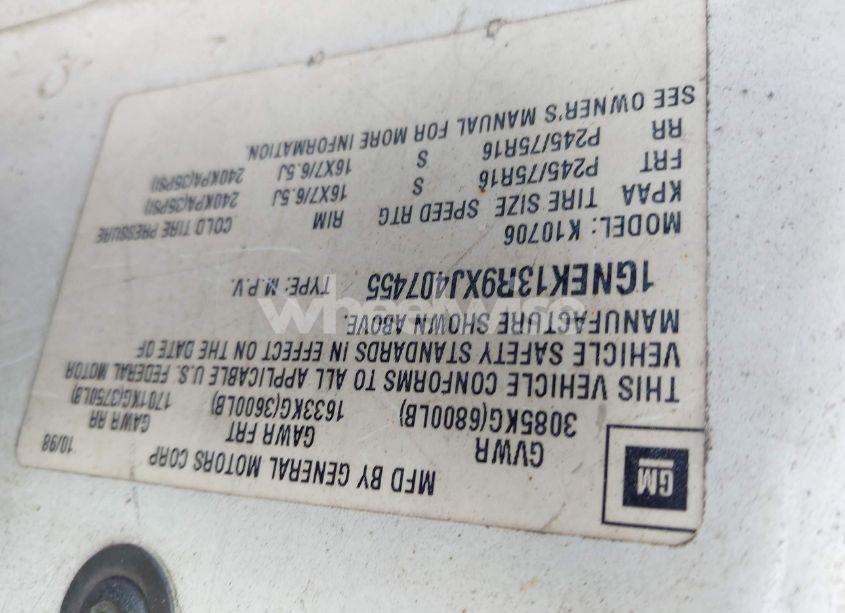 MFD BY GENERAL MOTORS CORP 10/98
GVWR GAWR FRT GAWR RR
3085KG(6800LB) 1633KG(3600LB) 1701KG(3750LB)
THIS VEHICLE CONFORMS TO ALL APPLICABLE U.S. FEDERAL MOTOR
VEHICLE SAFETY STANDARDS IN EFFECT ON THE DATE OF
MANUFACTURE SHOWN ABOVE.
1GNEK13R9XJ407455 TYPE: M.P.V.
MODEL: K10706
KPAA TIRE SIZE SPEED RTG RIM COLD TIRE PRESSURE
FRT P245/75R16 S 16X7/6.5J 240KPA(35PSI)
RR P245/75R16 S 16X7/6.5J 240KPA(35PSI)
SEE OWNER'S MANUAL FOR MORE INFORMATION.
GM